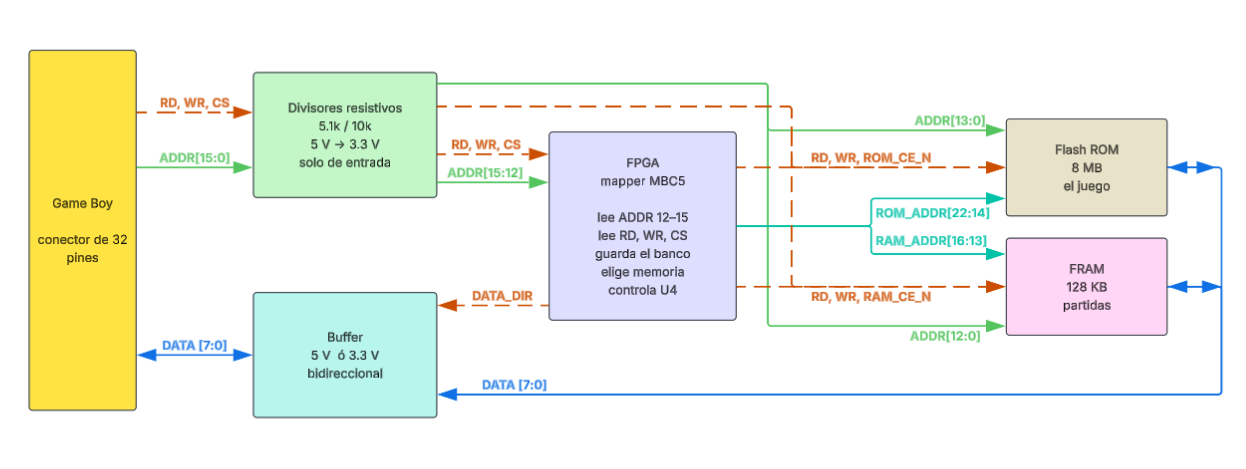 Game Boy
conector de 32
pines
RD, WR, CS
ADDR[15:0]
Divisores resistivos
5.1k / 10k
5 V → 3.3 V
solo de entrada
RD, WR, CS
ADDR[15:12]
FPGA
mapper MBC5
lee ADDR 12–15
lee RD, WR, CS
guarda el banco
elige memoria
controla U4
ADDR[13:0]
RD, WR, ROM_CE_N
ROM_ADDR[22:14]
RAM_ADDR[16:13]
RD, WR, RAM_CE_N
ADDR[12:0]
Flash ROM
8 MB
el juego
FRAM
128 KB
partidas
DATA_DIR
DATA [7:0]
Buffer
5 V ó 3.3 V
bidireccional
DATA [7:0]